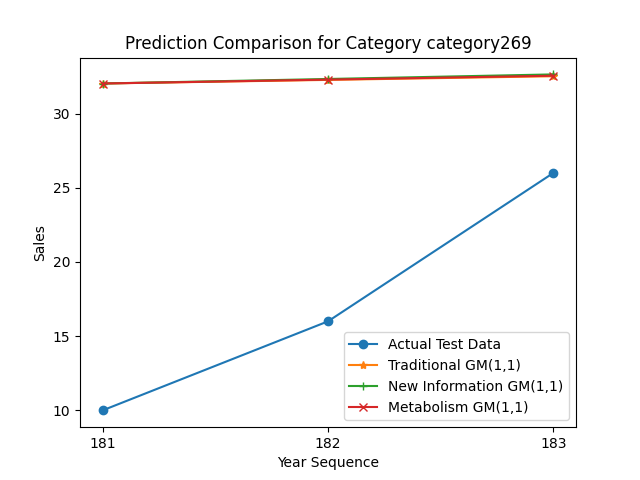 Prediction Comparison for Category category269
Sales
30
25
20
15
10
Actual Test Data
Traditional GM(1,1)
New Information GM(1,1)
Metabolism GM(1,1)
181
182
183
Year Sequence